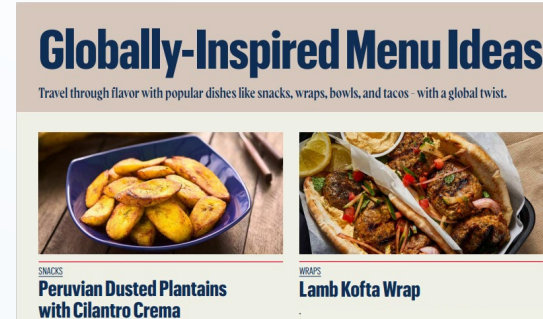 Globally-Inspired Menu Ideas
Travel through flavor with popular dishes like snacks, wraps, bowls, and tacos - with a global twist.
SNACKS
Peruvian Dusted Plantains
with Cilantro Crema
WRAPS
Lamb Kofta Wrap